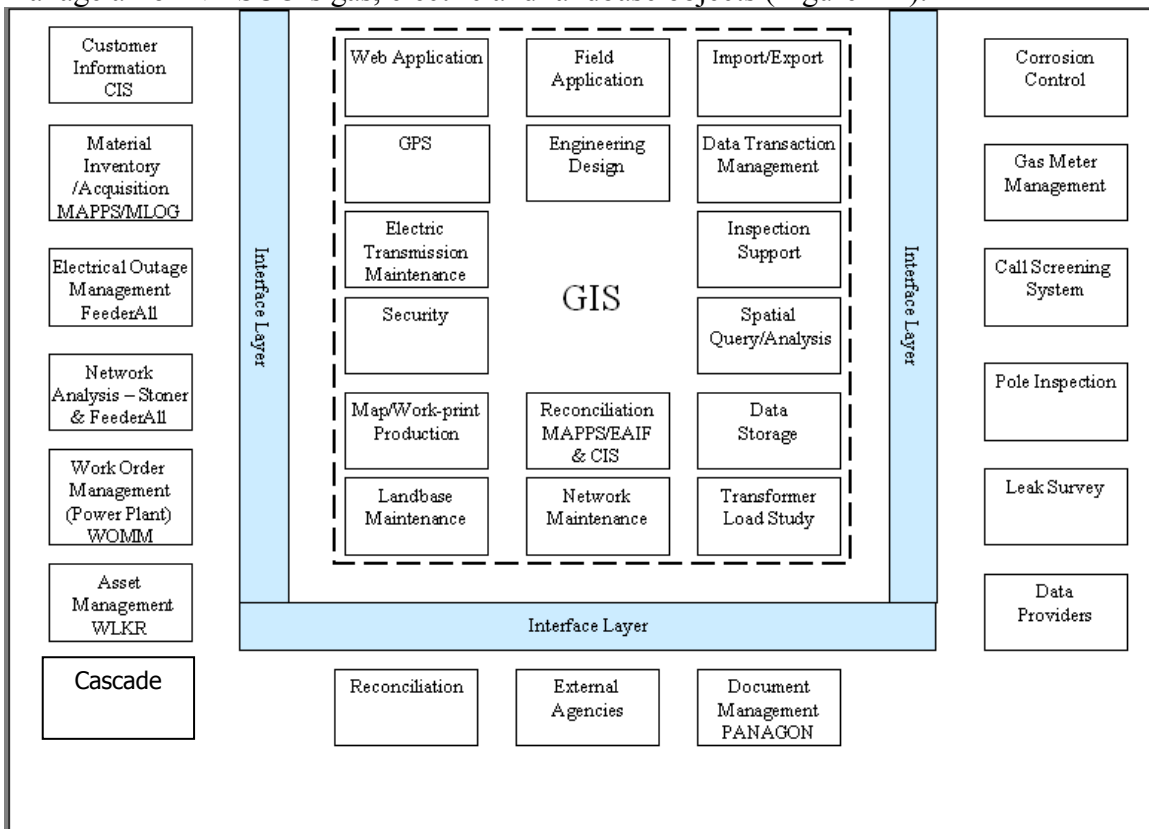 Customer
Information
CIS
Material
Inventory
/Acquisition
MAPPS/MLOG
Electrical Outage
Management
FeederAll
Network
Analysis – Stoner
& FeederAll
Work Order
Management
(Power Plant)
WOMM
Asset
Management
WLKR
Cascade
Interface Layer
Web Application
Field
Application
Import/Export
GPS
Engineering
Design
Data Transaction
Management
Electric
Transmission
Maintenance
GIS
Inspection
Support
Security
Spatial
Query/Analysis
Map/Work-print
Production
Reconciliation
MAPPS/EAIF
& CIS
Data
Storage
Landbase
Maintenance
Network
Maintenance
Transformer
Load Study
Interface Layer
Interface Layer
Reconciliation
External
Agencies
Document
Management
PANAGON
Corrosion
Control
Gas Meter
Management
Call Screening
System
Pole Inspection
Leak Survey
Data
Providers